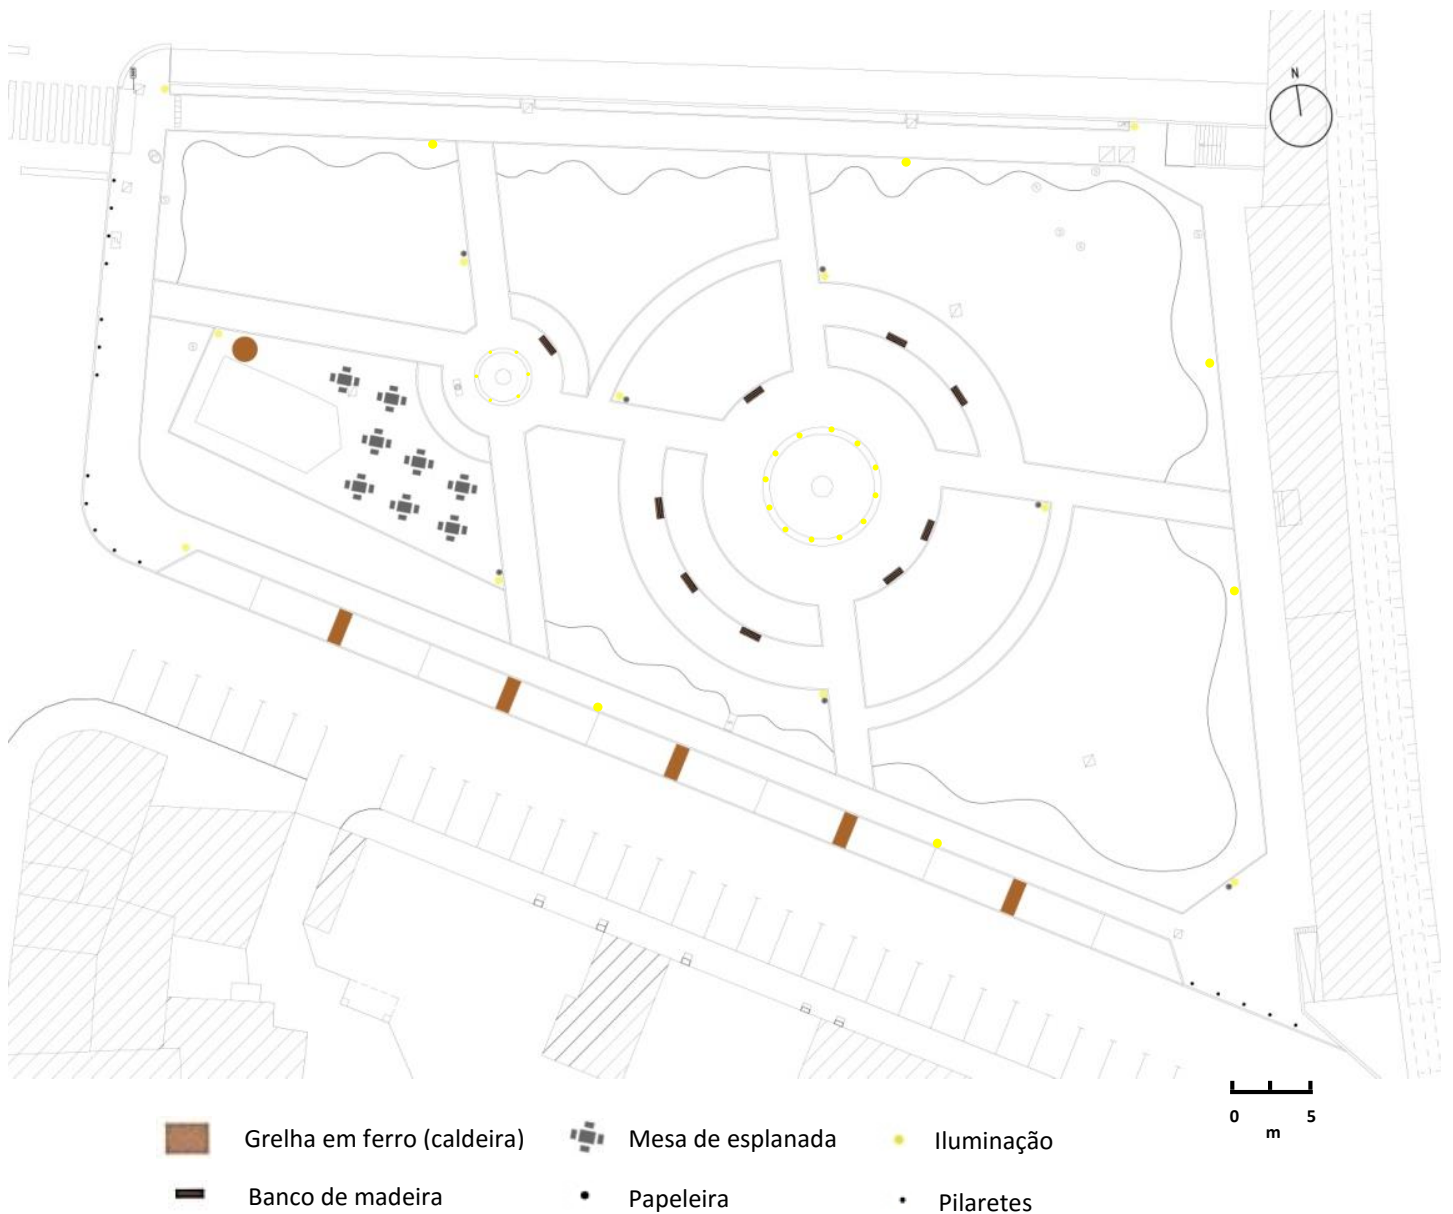 N
0 5
m
Grelha em ferro (caldeira) Mesa de esplanada Iluminação
Banco de madeira Papeleira Pilaretes